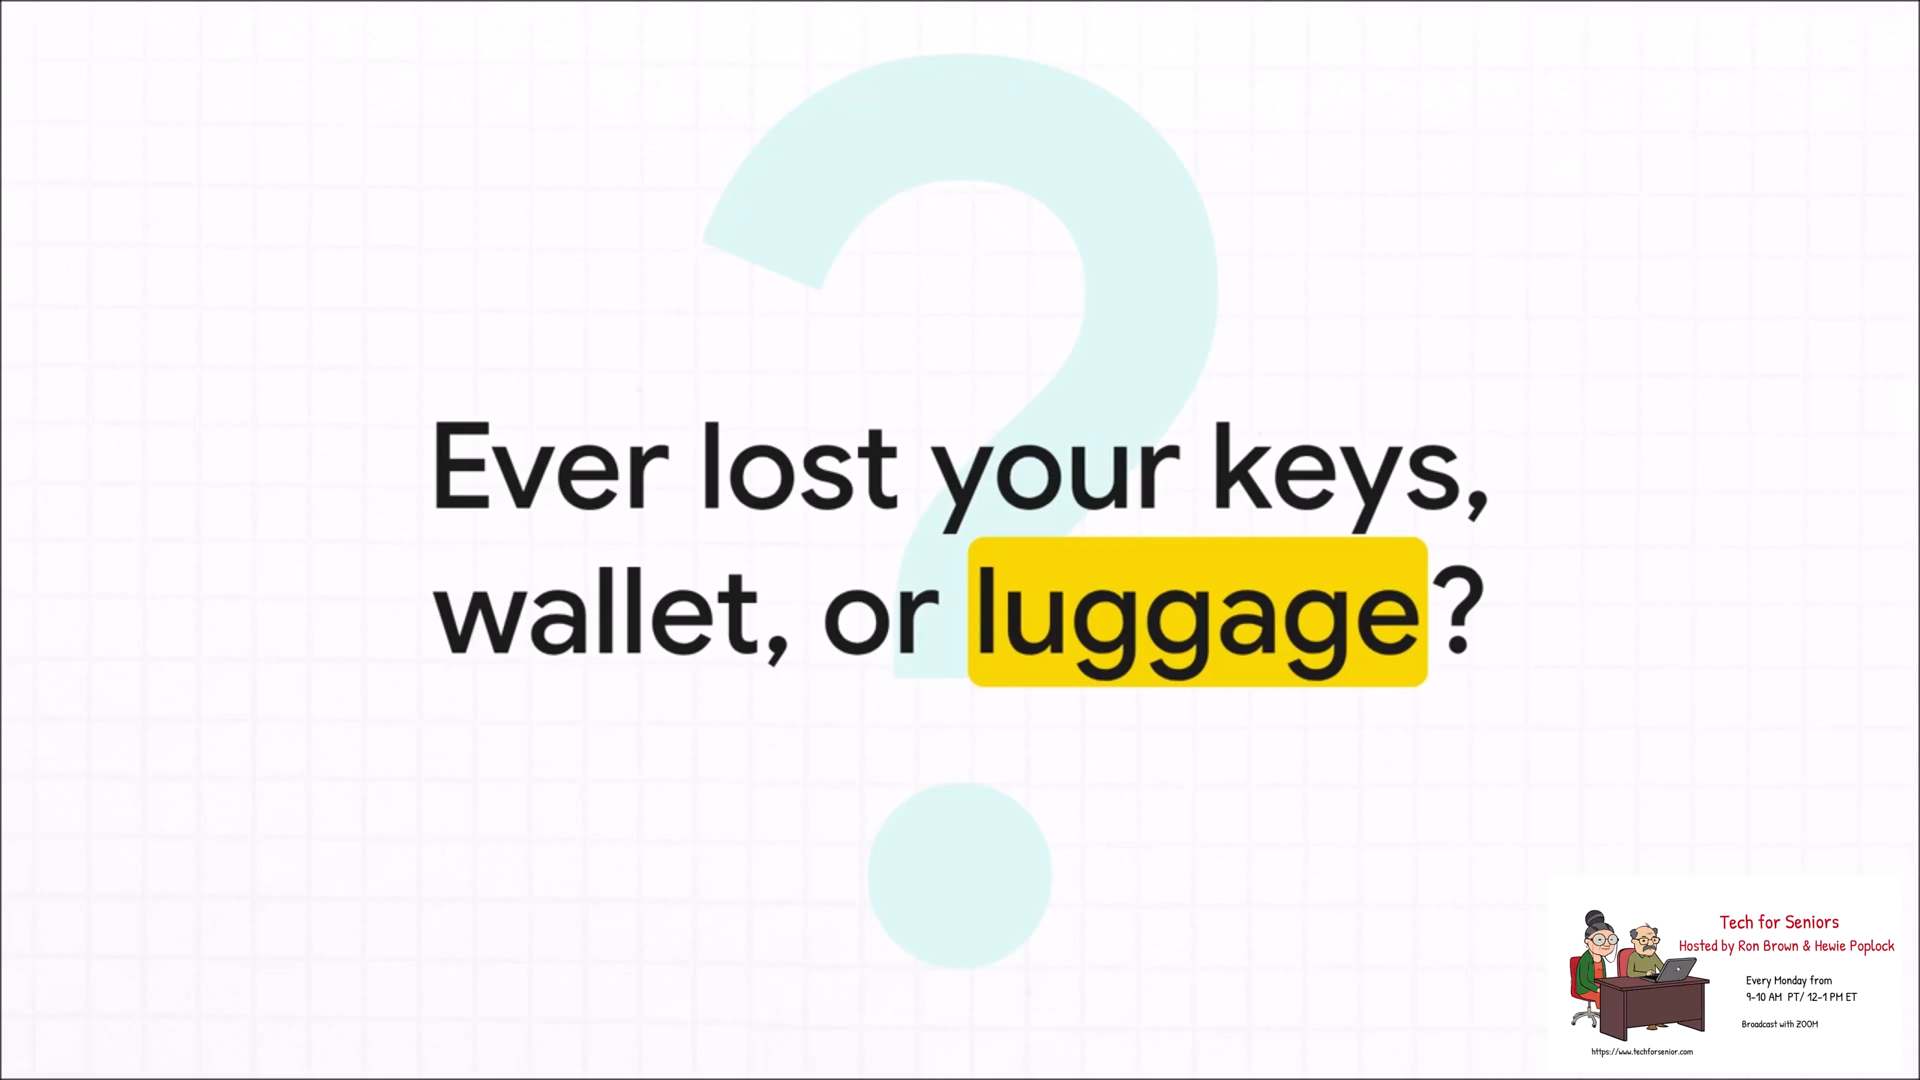 Ever lost your keys,
wallet, or luggage?
Tech for Seniors
Hosted by Ron Brown & Hewie Poplock
Every Monday from
9-10 AM PT/ 12-1 PM ET
Broadcast with ZOOM
https://www.techforsenior.com